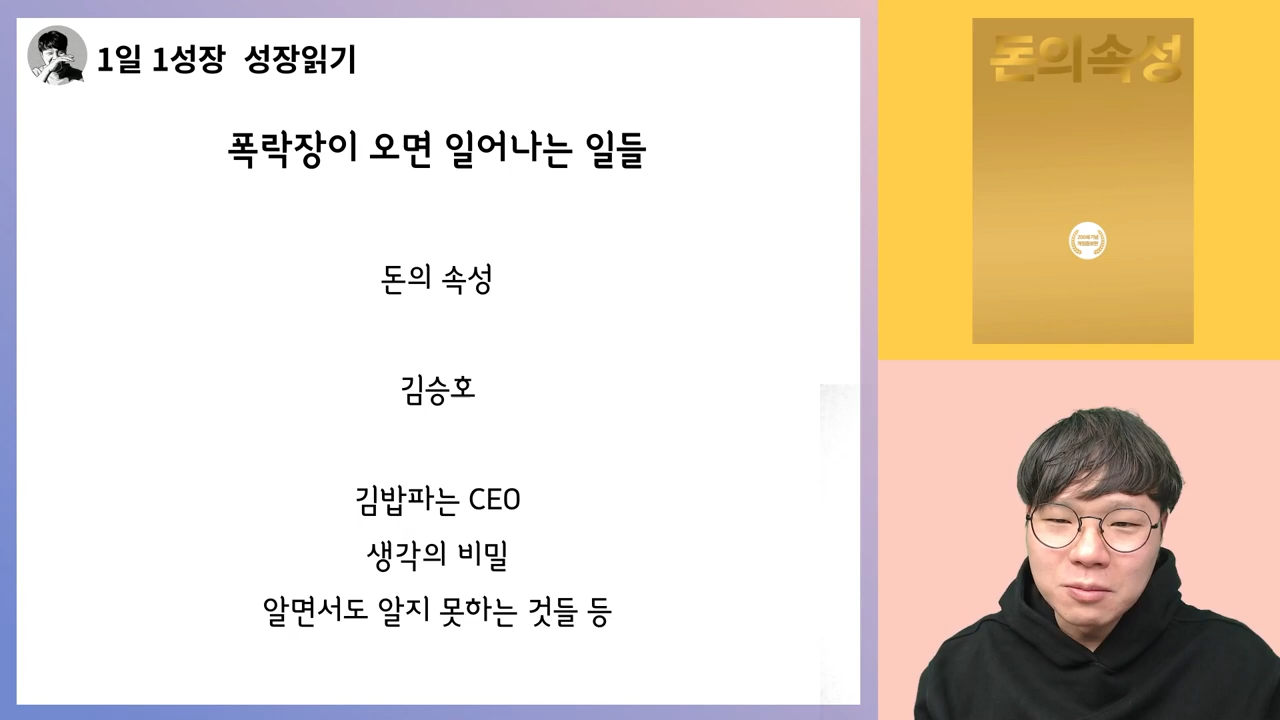 1일 1성장 성장읽기
폭락장이 오면 일어나는 일들
돈의 속성
김승호
김밥파는 CEO
생각의 비밀
알면서도 알지 못하는 것들 등
돈의속성